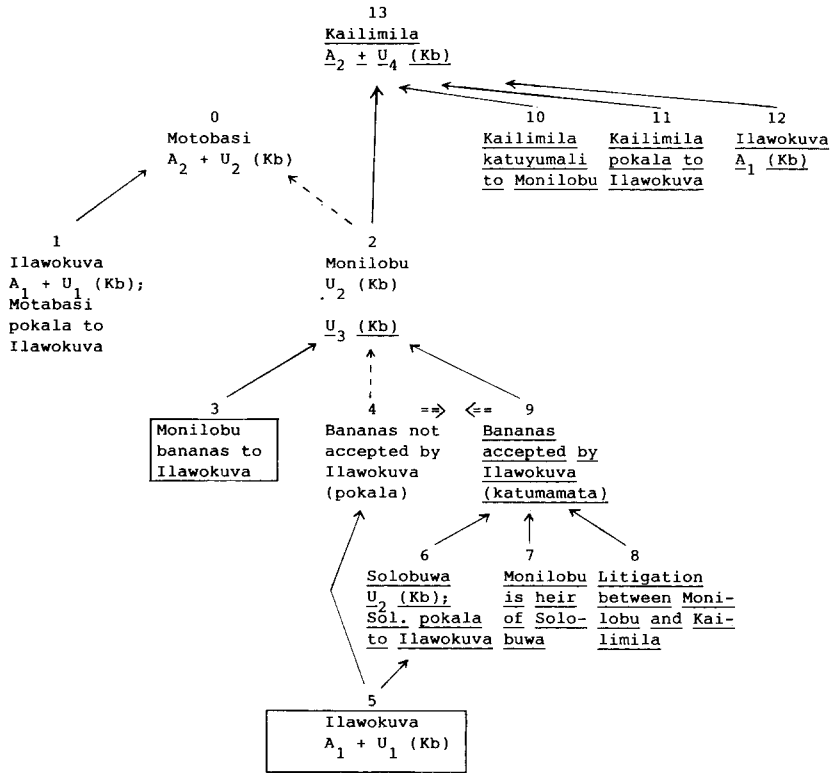 13
Kailimila
A2 + U4 (Kb)
0
Motobasi
A2 + U2 (Kb)
10
Kailimila
katuyumali
to Monilobu
11
Kailimila
pokala to
Ilawokuva
12
Ilawokuva
A1 (Kb)
1
Ilawokuva
A1 + U1 (Kb);
Motabasi
pokala to
Ilawokuva
2
Monilobu
U2 (Kb)
U3 (Kb)
3
Monilobu
bananas to
Ilawokuva
4
Bananas not
accepted by
Ilawokuva
(pokala)
==> <==
9
Bananas
accepted by
Ilawokuva
(katumamata)
6
Solobuwa
U2 (Kb);
Sol. pokala
to Ilawokuva
7
Monilobu
is heir
of Solo-
buwa
8
Litigation
between Moni-
lobu and Kai-
limila
5
Ilawokuva
A1 + U1 (Kb)